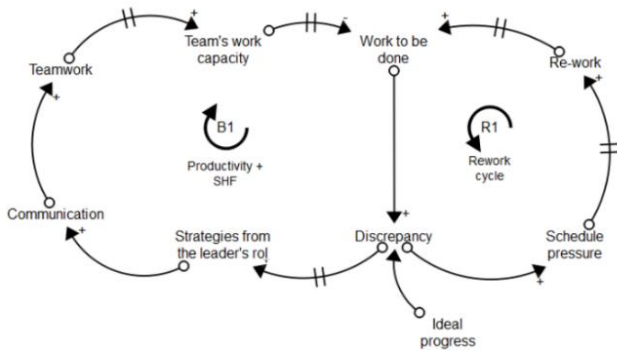 Team's work
capacity
Work to be
done
Teamwork
Re-work
B1
R1
Productivity +
SHF
Rework
cycle
Communication
Strategies from
the leader's rol
Discrepancy
Schedule
pressure
Ideal
progress
+
-
+
+
+
+
+
+
+